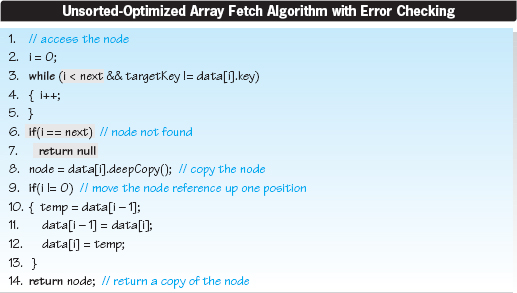 Unsorted-Optimized Array Fetch Algorithm with Error Checking
1. // access the node
2. i = 0;
3. while (i < next && targetKey != data[i].key)
4. { i++;
5. }
6. if(i == next) // node not found
7. return null
8. node = data[i].deepCopy(); // copy the node
9. if(i != 0) // move the node reference up one position
10. { temp = data[i – 1];
11. data[i – 1] = data[i];
12. data[i] = temp;
13. }
14. return node; // return a copy of the node